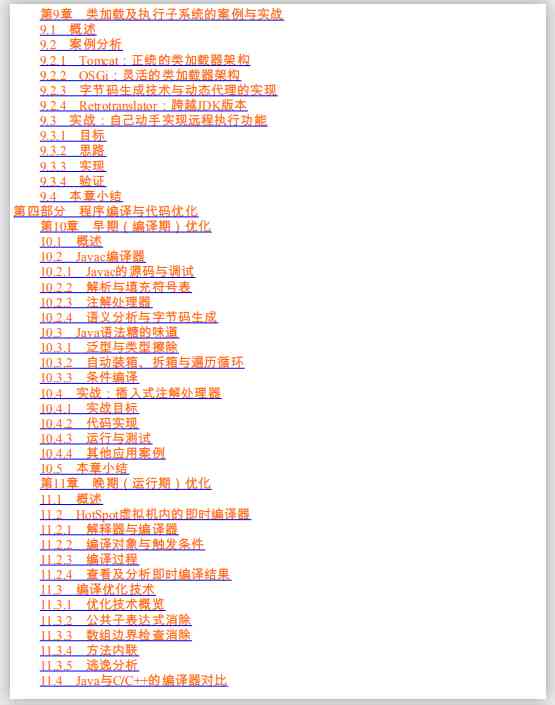 第9章　类加载及执行子系统的案例与实战
9.1　概述
9.2　案例分析
9.2.1　Tomcat：正统的类加载器架构
9.2.2　OSGi：灵活的类加载器架构
9.2.3　字节码生成技术与动态代理的实现
9.2.4　Retrotranslator：跨越JDK版本
9.3　实战：自己动手实现远程执行功能
9.3.1　目标
9.3.2　思路
9.3.3　实现
9.3.4　验证
9.4　本章小结
第四部分　程序编译与代码优化
第10章　早期（编译期）优化
10.1　概述
10.2　Javac编译器
10.2.1　Javac的源码与调试
10.2.2　解析与填充符号表
10.2.3　注解处理器
10.2.4　语义分析与字节码生成
10.3　Java语法糖的味道
10.3.1　泛型与类型擦除
10.3.2　自动装箱、拆箱与遍历循环
10.3.3　条件编译
10.4　实战：插入式注解处理器
10.4.1　实战目标
10.4.2　代码实现
10.4.3　运行与测试
10.4.4　其他应用案例
10.5　本章小结
第11章　晚期（运行期）优化
11.1　概述
11.2　HotSpot虚拟机内的即时编译器
11.2.1　解释器与编译器
11.2.2　编译对象与触发条件
11.2.3　编译过程
11.2.4　查看及分析即时编译结果
11.3　编译优化技术
11.3.1　优化技术概览
11.3.2　公共子表达式消除
11.3.3　数组边界检查消除
11.3.4　方法内联
11.3.5　逃逸分析
11.4　Java与C/C++的编译器对比